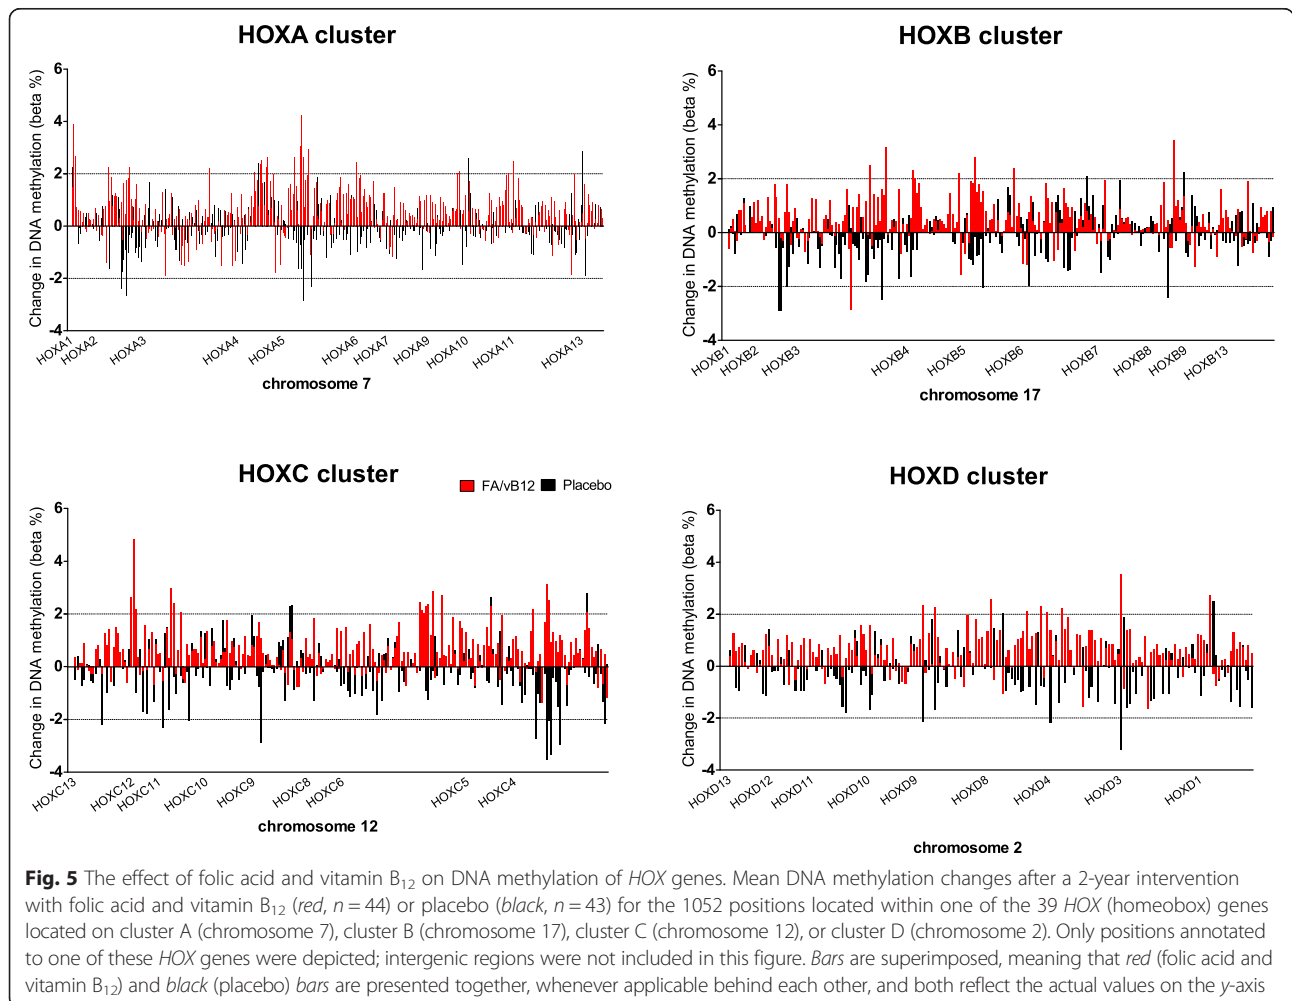 HOXA cluster
Change in DNA methylation (beta %)
6
4
2
0
-2
-4
HOXA1
HOXA2
HOXA3
HOXA4
HOXA5
HOXA6
HOXA7
HOXA9
HOXA10
HOXA11
HOXA13
chromosome 7
HOXB cluster
Change in DNA methylation (beta %)
6
4
2
0
-2
-4
HOXB1
HOXB2
HOXB3
HOXB4
HOXB5
HOXB6
HOXB7
HOXB8
HOXB9
HOXB13
chromosome 17
HOXC cluster
FA/vB12
Placebo
Change in DNA methylation (beta %)
6
4
2
0
-2
-4
HOXC13
HOXC12
HOXC11
HOXC10
HOXC9
HOXC8
HOXC6
HOXC5
HOXC4
chromosome 12
HOXD cluster
Change in DNA methylation (beta %)
6
4
2
0
-2
-4
HOXD13
HOXD12
HOXD11
HOXD10
HOXD9
HOXD8
HOXD4
HOXD3
HOXD1
chromosome 2
Fig. 5 The effect of folic acid and vitamin B12 on DNA methylation of HOX genes. Mean DNA methylation changes after a 2-year intervention
with folic acid and vitamin B12 (red, n = 44) or placebo (black, n = 43) for the 1052 positions located within one of the 39 HOX (homeobox) genes
located on cluster A (chromosome 7), cluster B (chromosome 17), cluster C (chromosome 12), or cluster D (chromosome 2). Only positions annotated
to one of these HOX genes were depicted; intergenic regions were not included in this figure. Bars are superimposed, meaning that red (folic acid and
vitamin B12) and black (placebo) bars are presented together, whenever applicable behind each other, and both reflect the actual values on the y-axis